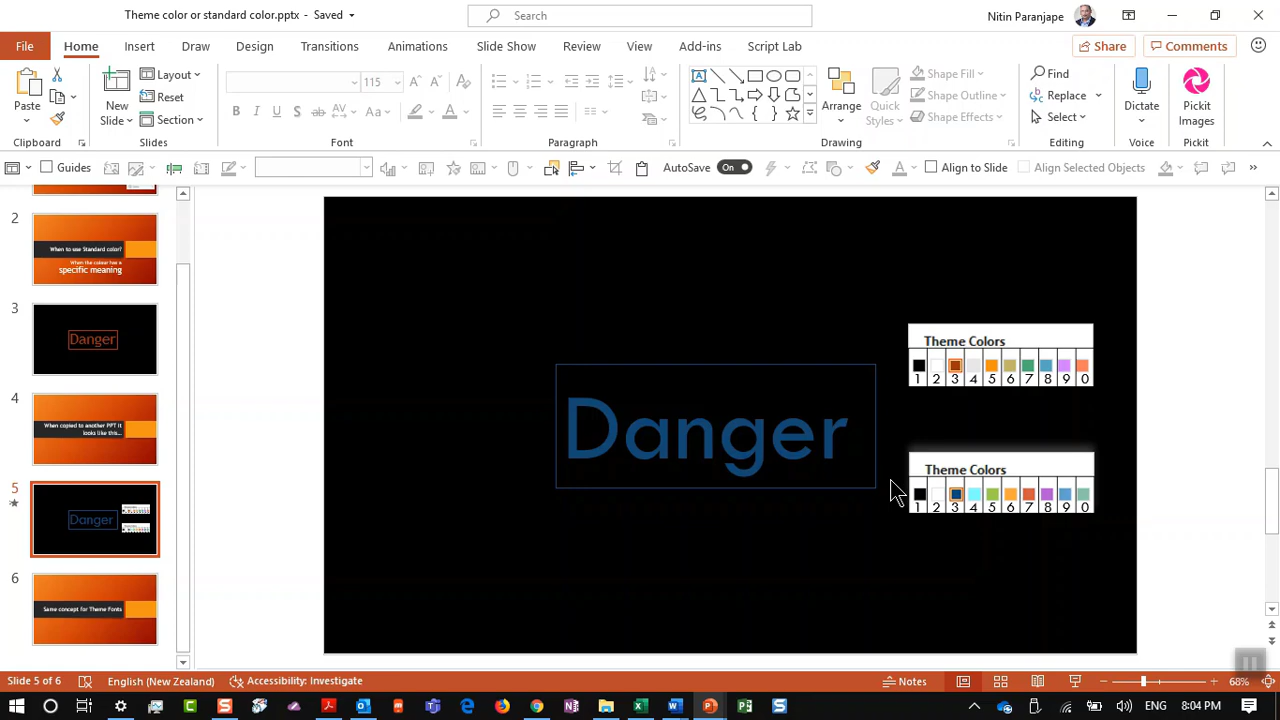 Theme color or standard color.pptx - Saved
Search
Nitin Paranjape
File Home Insert Draw Design Transitions Animations Slide Show Review View Add-ins Script Lab
Share Comments
Paste
New Slide
Layout
Reset
Section
115
B I U S ab AV Aa A
Arrange
Quick Styles
Shape Fill
Shape Outline
Shape Effects
Find
Replace
Select
Dictate
Pickit Images
Clipboard Slides Font Paragraph Drawing Editing Voice Pickit
Guides AutoSave On Align to Slide Align Selected Objects
2
When to use Standard color?
When the colour has a
specific meaning
3
Danger
4
When copied to another PPT it
looks like this...
5
Danger
6
Same concept for Theme Fonts
Danger
Theme Colors
1 2 3 4 5 6 7 8 9 0
Theme Colors
1 2 3 4 5 6 7 8 9 0
Slide 5 of 6 English (New Zealand) Accessibility: Investigate Notes 68%
ENG 8:04 PM